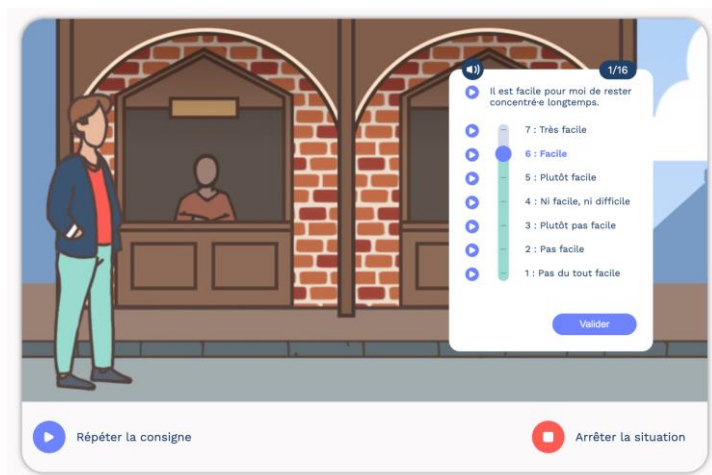 1/16
Il est facile pour moi de rester
concentré·e longtemps.
7 : Très facile
6 : Facile
5 : Plutôt facile
4 : Ni facile, ni difficile
3 : Plutôt pas facile
2 : Pas facile
1 : Pas du tout facile
Valider
Répéter la consigne
Arrêter la situation